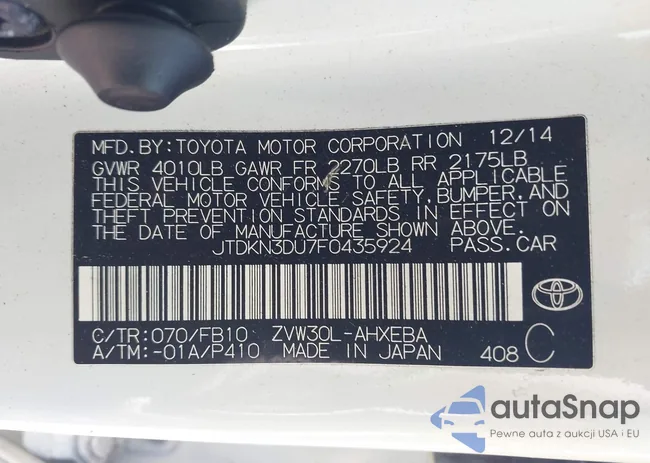 MFD. BY: TOYOTA MOTOR CORPORATION 12/14
GVWR 4010LB GAWR FR 2270LB RR 2175LB
THIS VEHICLE CONFORMS TO ALL APPLICABLE
FEDERAL MOTOR VEHICLE SAFETY, BUMPER, AND
THEFT PREVENTION STANDARDS IN EFFECT ON
THE DATE OF MANUFACTURE SHOWN ABOVE.
JTDKN3DU7F0435924 PASS. CAR
C/TR: 070/FB10 ZVW30L-AHXEBA
A/TM: -01A/P410 MADE IN JAPAN 408 C
autaSnap
Pewne auta z aukcji USA i EU